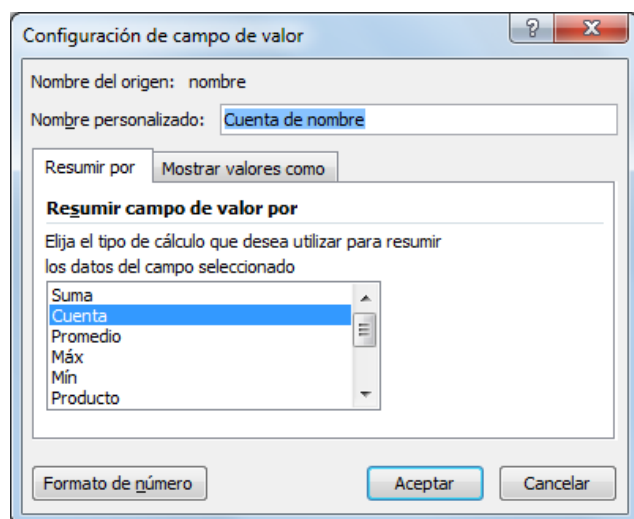 Configuración de campo de valor
Nombre del origen: nombre
Nombre personalizado: Cuenta de nombre
Resumir por Mostrar valores como
Resumir campo de valor por
Elija el tipo de cálculo que desea utilizar para resumir
los datos del campo seleccionado
Suma
Cuenta
Promedio
Máx
Mín
Producto
Formato de número Aceptar Cancelar